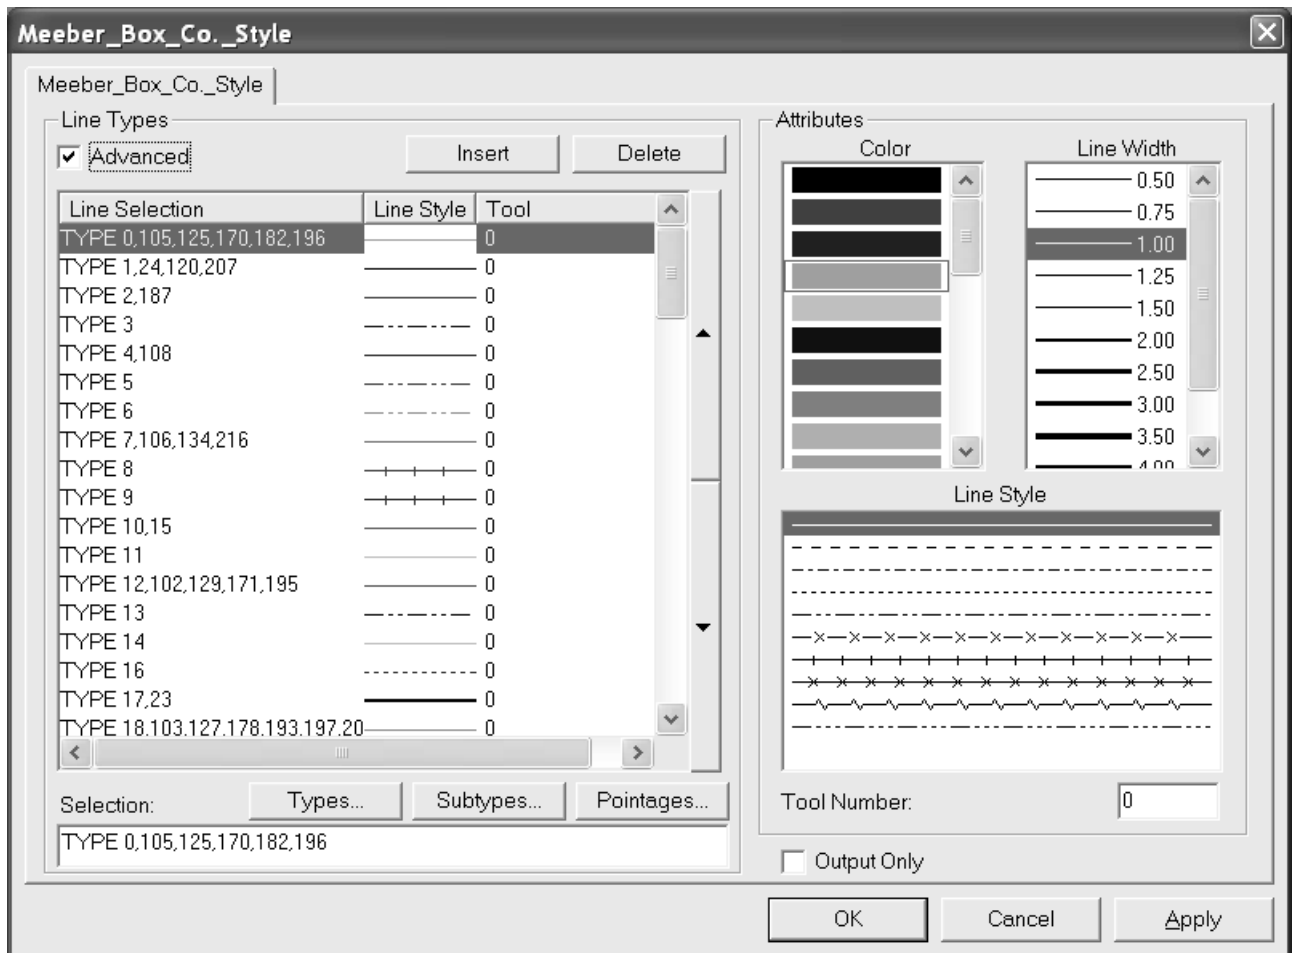 Meeber_Box_Co._Style
Meeber_Box_Co._Style
Line Types
Advanced
Insert
Delete
Line Selection Line Style Tool
TYPE 0,105,125,170,182,196 0
TYPE 1,24,120,207 0
TYPE 2,187 0
TYPE 3 0
TYPE 4,108 0
TYPE 5 0
TYPE 6 0
TYPE 7,106,134,216 0
TYPE 8 0
TYPE 9 0
TYPE 10,15 0
TYPE 11 0
TYPE 12,102,129,171,195 0
TYPE 13 0
TYPE 14 0
TYPE 16 0
TYPE 17,23 0
TYPE 18,103,127,178,193,197,20 0
Selection:
Types...
Subtypes...
Pointages...
TYPE 0,105,125,170,182,196
Attributes
Color
Line Width
0.50
0.75
1.00
1.25
1.50
2.00
2.50
3.00
3.50
4.00
Line Style
Tool Number: 0
Output Only
OK
Cancel
Apply